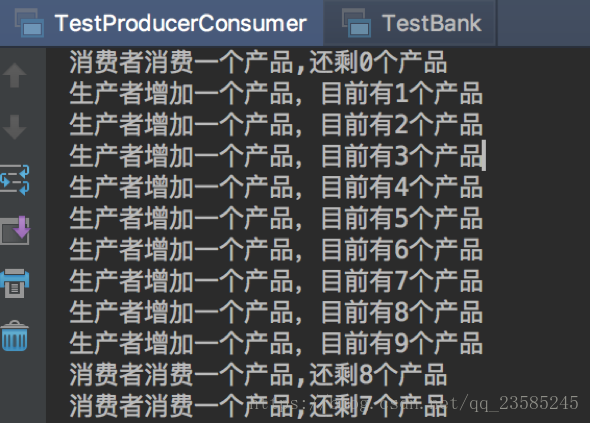 TestProducerConsumer TestBank
消费者消费一个产品,还剩0个产品
生产者增加一个产品，目前有1个产品
生产者增加一个产品，目前有2个产品
生产者增加一个产品，目前有3个产品
生产者增加一个产品，目前有4个产品
生产者增加一个产品，目前有5个产品
生产者增加一个产品，目前有6个产品
生产者增加一个产品，目前有7个产品
生产者增加一个产品，目前有8个产品
生产者增加一个产品，目前有9个产品
消费者消费一个产品,还剩8个产品
消费者消费一个产品,还剩7个产品
https://blog.csdn.net/qq_23585245